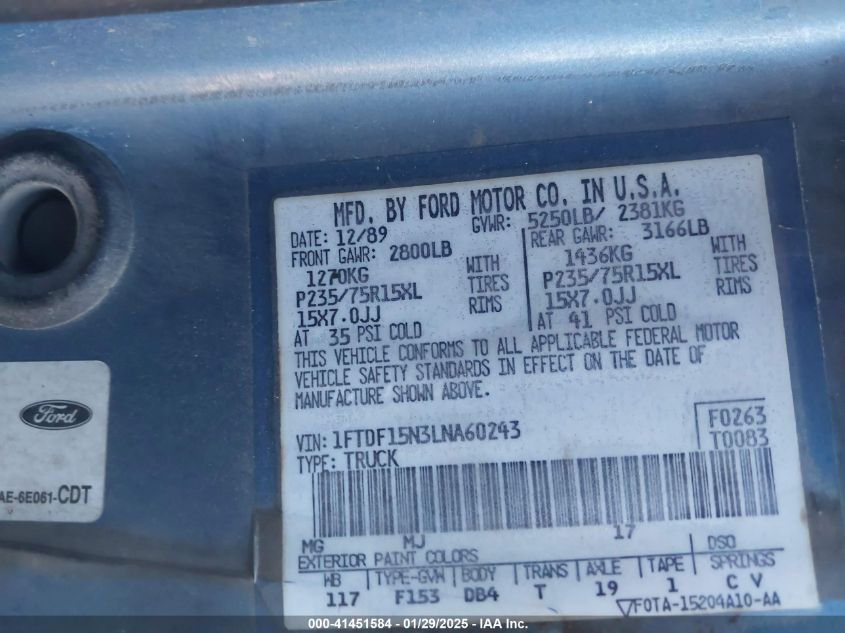 MFD. BY FORD MOTOR CO. IN U.S.A.
DATE: 12/89 GVWR: 5250LB/ 2381KG
FRONT GAWR: 2800LB REAR GAWR: 3166LB
1270KG WITH 1436KG WITH
P235/75R15XL TIRES P235/75R15XL TIRES
15X7.0JJ RIMS 15X7.0JJ RIMS
AT 35 PSI COLD AT 41 PSI COLD
THIS VEHICLE CONFORMS TO ALL APPLICABLE FEDERAL MOTOR
VEHICLE SAFETY STANDARDS IN EFFECT ON THE DATE OF
MANUFACTURE SHOWN ABOVE.
VIN: 1FTDF15N3LNA60243 F0263
TYPE: TRUCK T0083
MG MJ 17
EXTERIOR PAINT COLORS DSO
WB TYPE-GVW BODY TRANS AXLE TAPE SPRINGS
117 F153 DB4 T 19 1 C V
F0TA-15204A10-AA
Ford
AE-6E061-CDT
000-41451584 - 01/29/2025 - IAAI.com